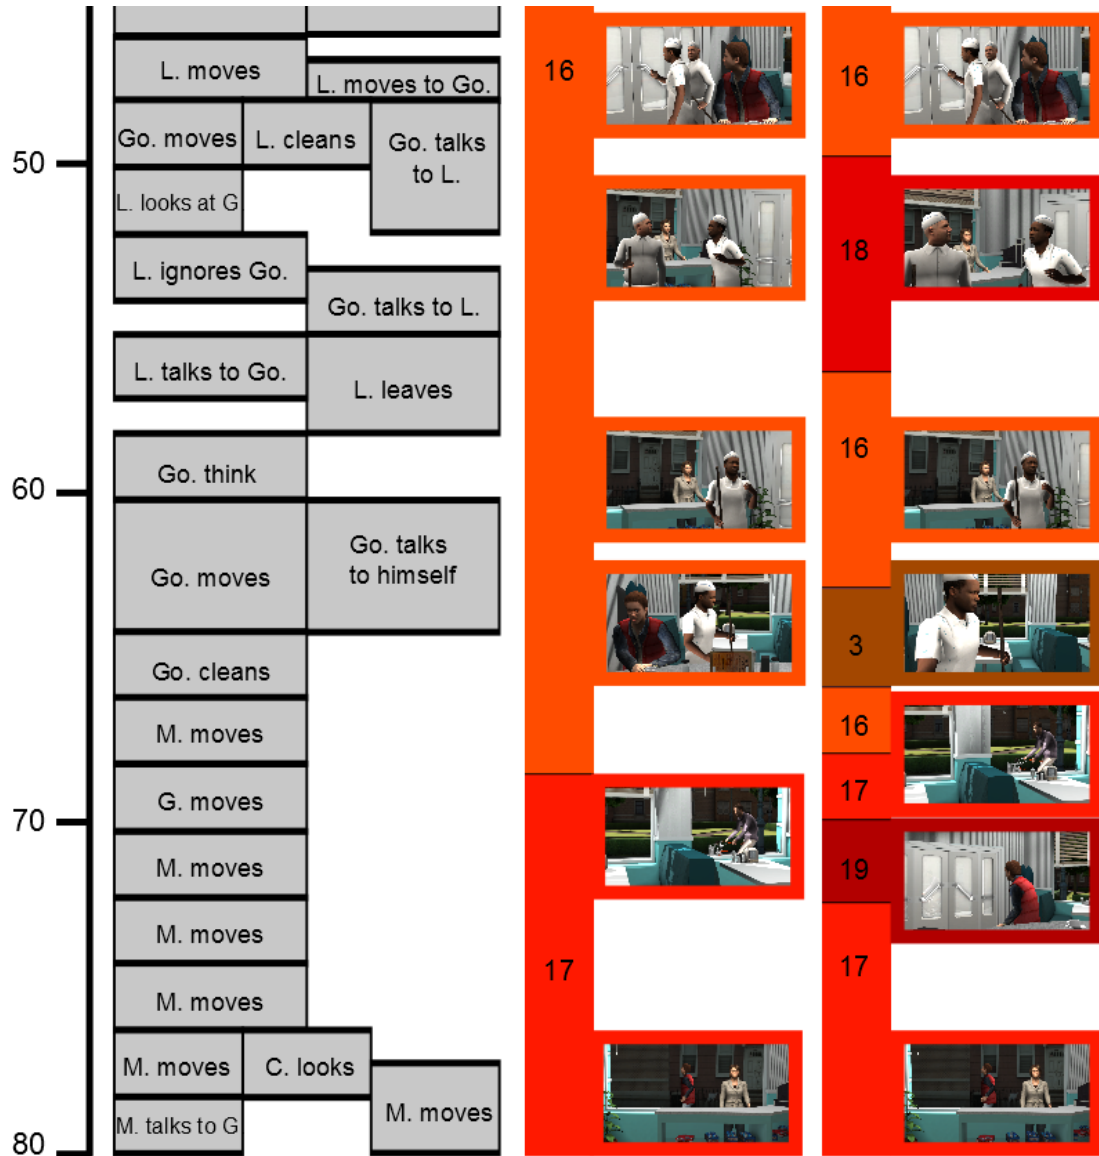 L. moves
L. moves to Go.
16
16
Go. moves
L. cleans
Go. talks
to L.
50
L. looks at G
18
L. ignores Go.
Go. talks to L.
L. talks to Go.
L. leaves
16
Go. think
60
Go. moves
Go. talks
to himself
3
Go. cleans
M. moves
16
G. moves
17
70
M. moves
19
M. moves
17
17
M. moves
M. moves
C. looks
M. moves
M. talks to G
80